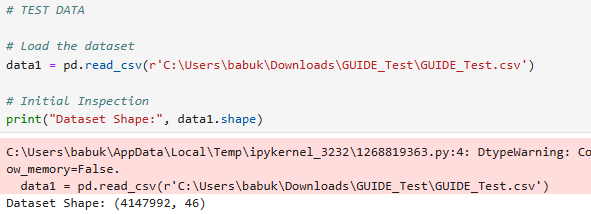 # TEST DATA
# Load the dataset
data1 = pd.read_csv(r'C:\Users\babuk\Downloads\GUIDE_Test\GUIDE_Test.csv')
# Initial Inspection
print("Dataset Shape:", data1.shape)
C:\Users\babuk\AppData\Local\Temp\ipykernel_3232\1268819363.py:4: DtypeWarning: Co
ow_memory=False.
data1 = pd.read_csv(r'C:\Users\babuk\Downloads\GUIDE_Test\GUIDE_Test.csv')
Dataset Shape: (4147992, 46)